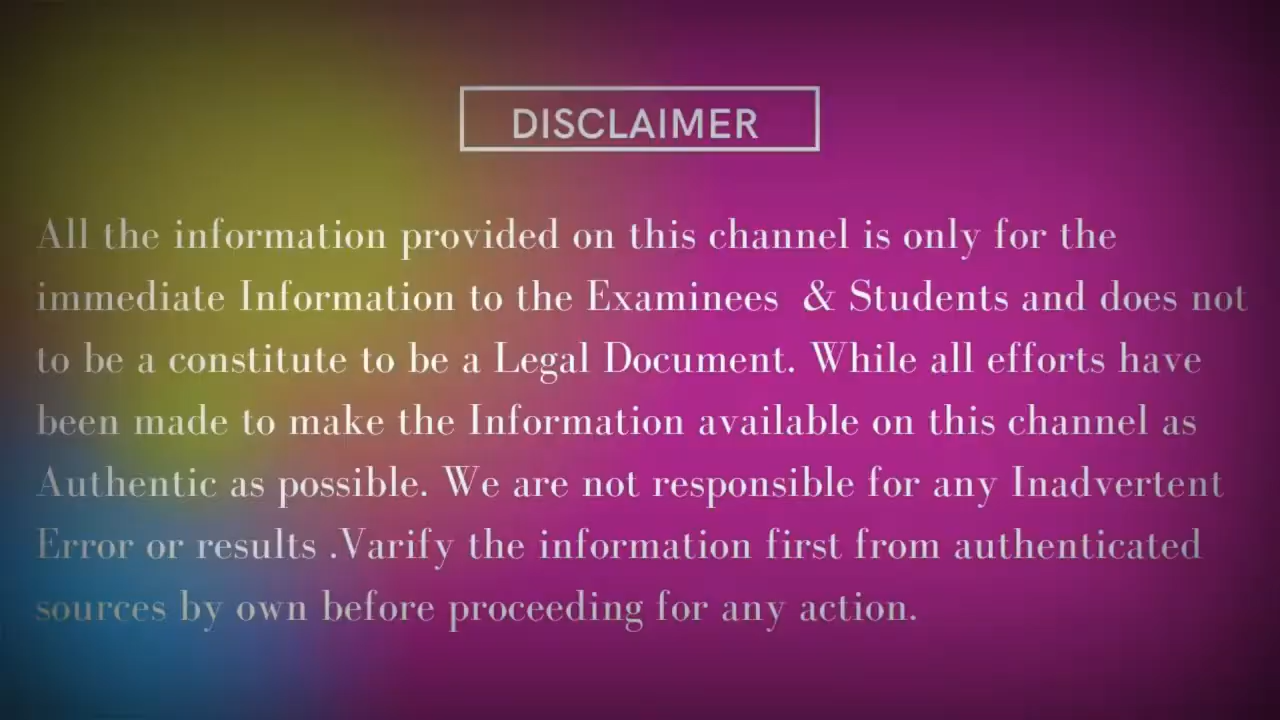 DISCLAIMER
All the information provided on this channel is only for the
immediate Information to the Examinees & Students and does not
to be a constitute to be a Legal Document. While all efforts have
been made to make the Information available on this channel as
Authentic as possible. We are not responsible for any Inadvertent
Error or results .Varify the information first from authenticated
sources by own before proceeding for any action.